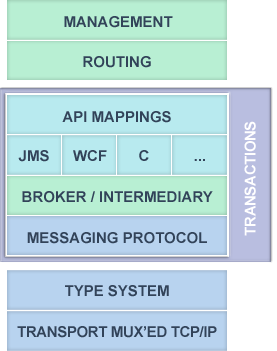 MANAGEMENT
ROUTING
API MAPPINGS
JMS WCF C ...
BROKER / INTERMEDIARY
MESSAGING PROTOCOL
TRANSACTIONS
TYPE SYSTEM
TRANSPORT MUX'ED TCP/IP